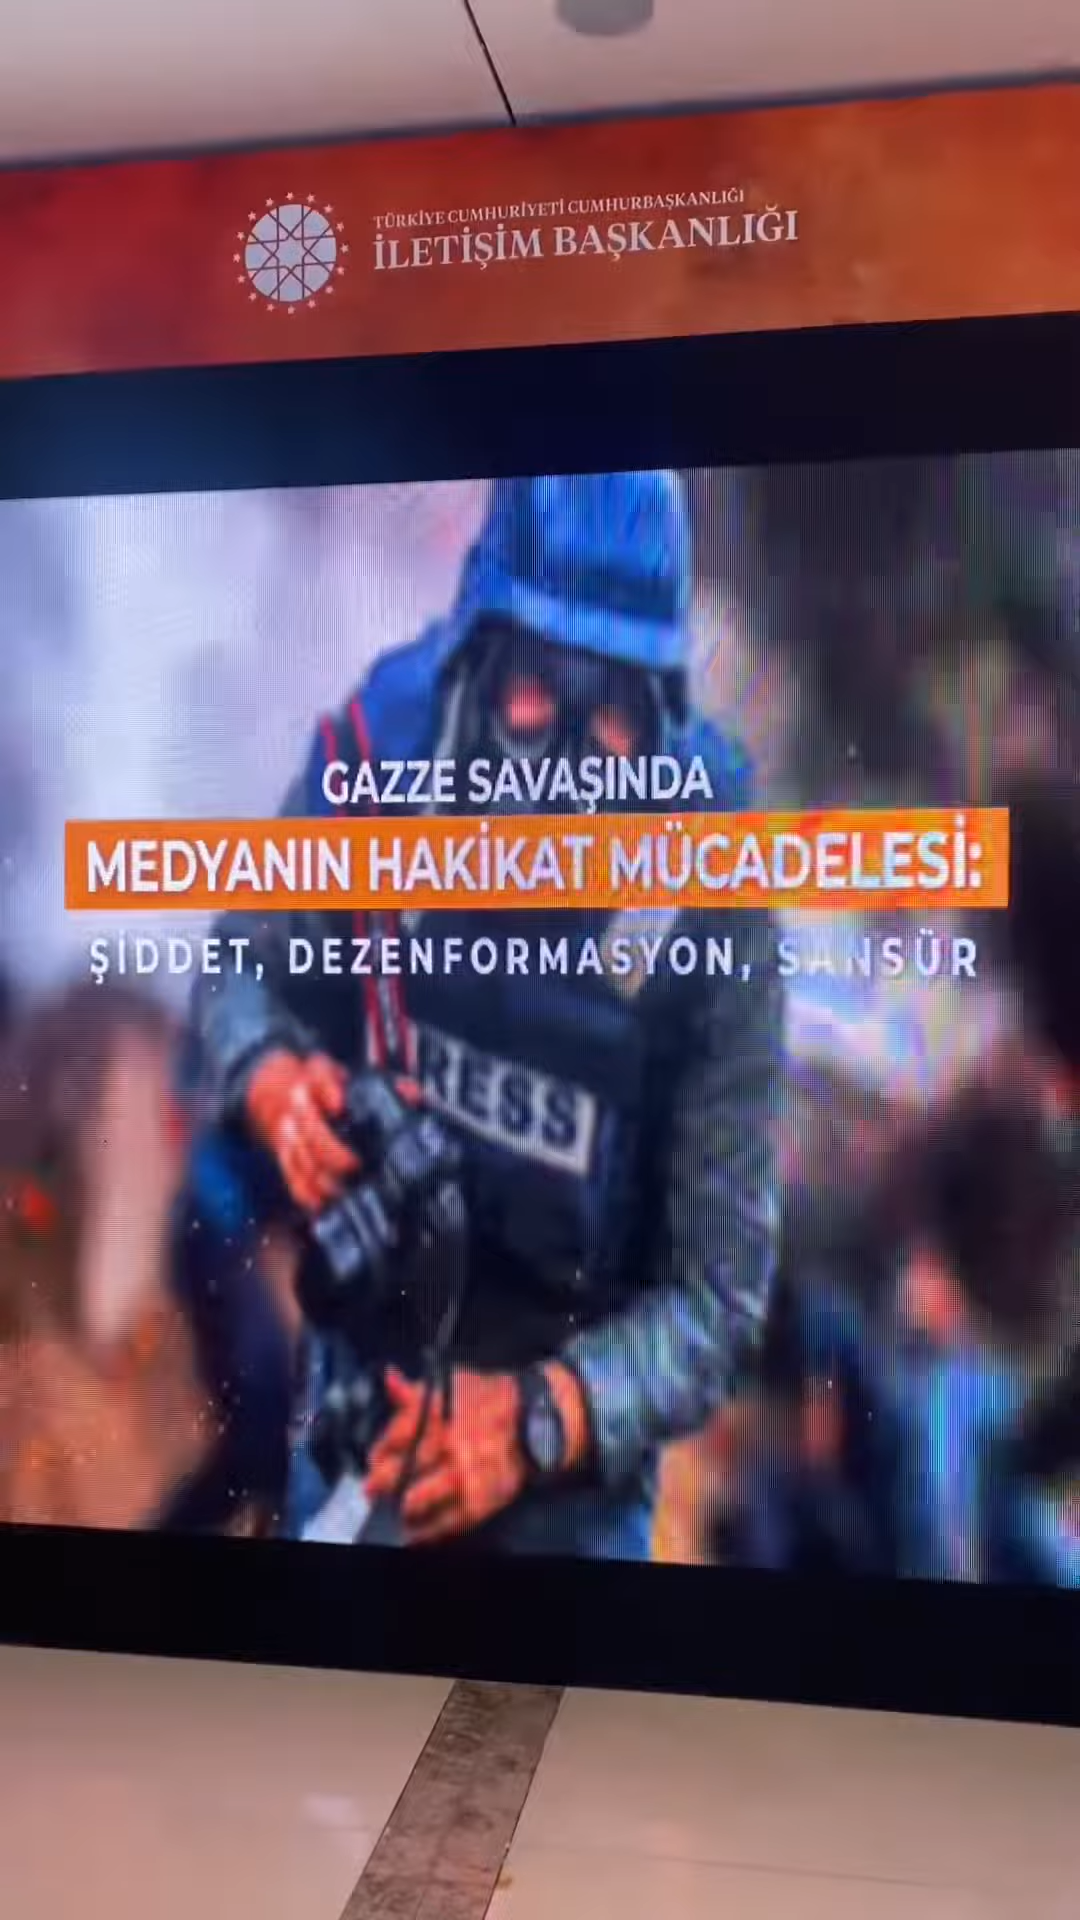 TÜRKİYE CUMHURİYETİ CUMHURBAŞKANLIĞI
İLETİŞİM BAŞKANLIĞI
GAZZE SAVAŞINDA
MEDYANIN HAKİKAT MÜCADELESİ:
ŞİDDET, DEZENFORMASYON, SANSÜR
PRESS